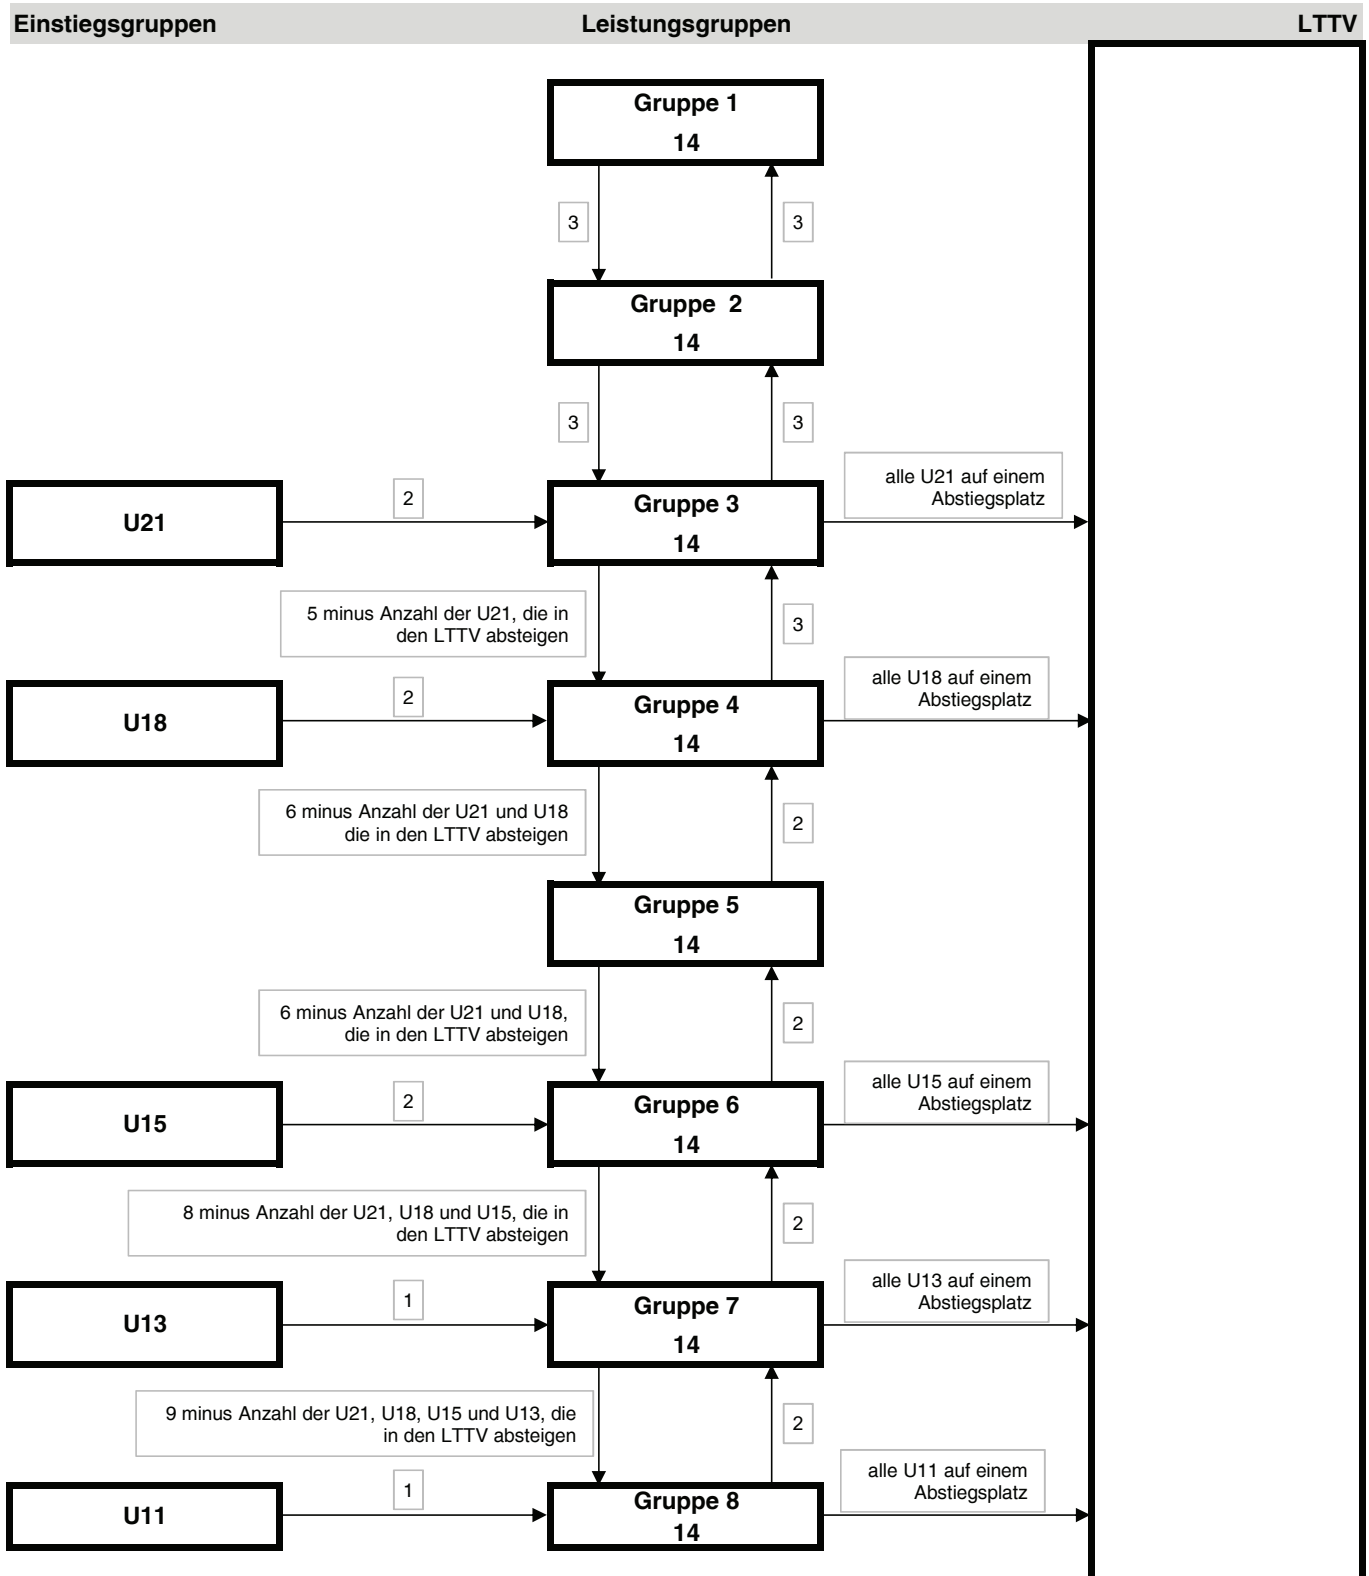 Einstiegsgruppen Leistungsgruppen LTTV
Gruppe 1
14
3 3
Gruppe 2
14
3 3
alle U21 auf einem
Abstiegsplatz
U21 2 Gruppe 3
14
5 minus Anzahl der U21, die in
den LTTV absteigen
3
alle U18 auf einem
Abstiegsplatz
U18 2 Gruppe 4
14
6 minus Anzahl der U21 und U18
die in den LTTV absteigen
2
Gruppe 5
14
6 minus Anzahl der U21 und U18,
die in den LTTV absteigen
2
alle U15 auf einem
Abstiegsplatz
U15 2 Gruppe 6
14
8 minus Anzahl der U21, U18 und U15, die in
den LTTV absteigen
2
alle U13 auf einem
Abstiegsplatz
U13 1 Gruppe 7
14
9 minus Anzahl der U21, U18, U15 und U13, die
in den LTTV absteigen
2
alle U11 auf einem
Abstiegsplatz
U11 1 Gruppe 8
14